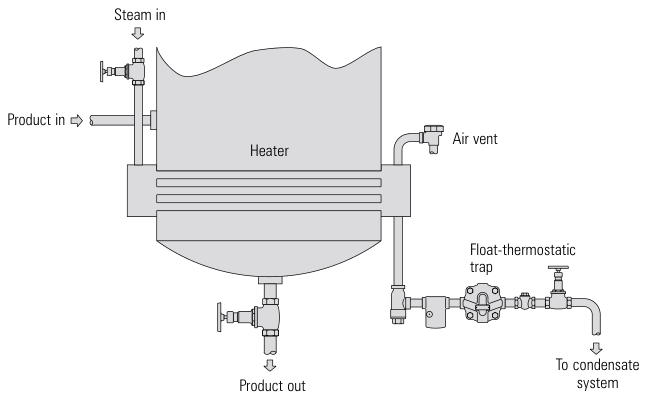 Steam in
Product in
Heater
Air vent
Float-thermostatic
trap
To condensate
system
Product out